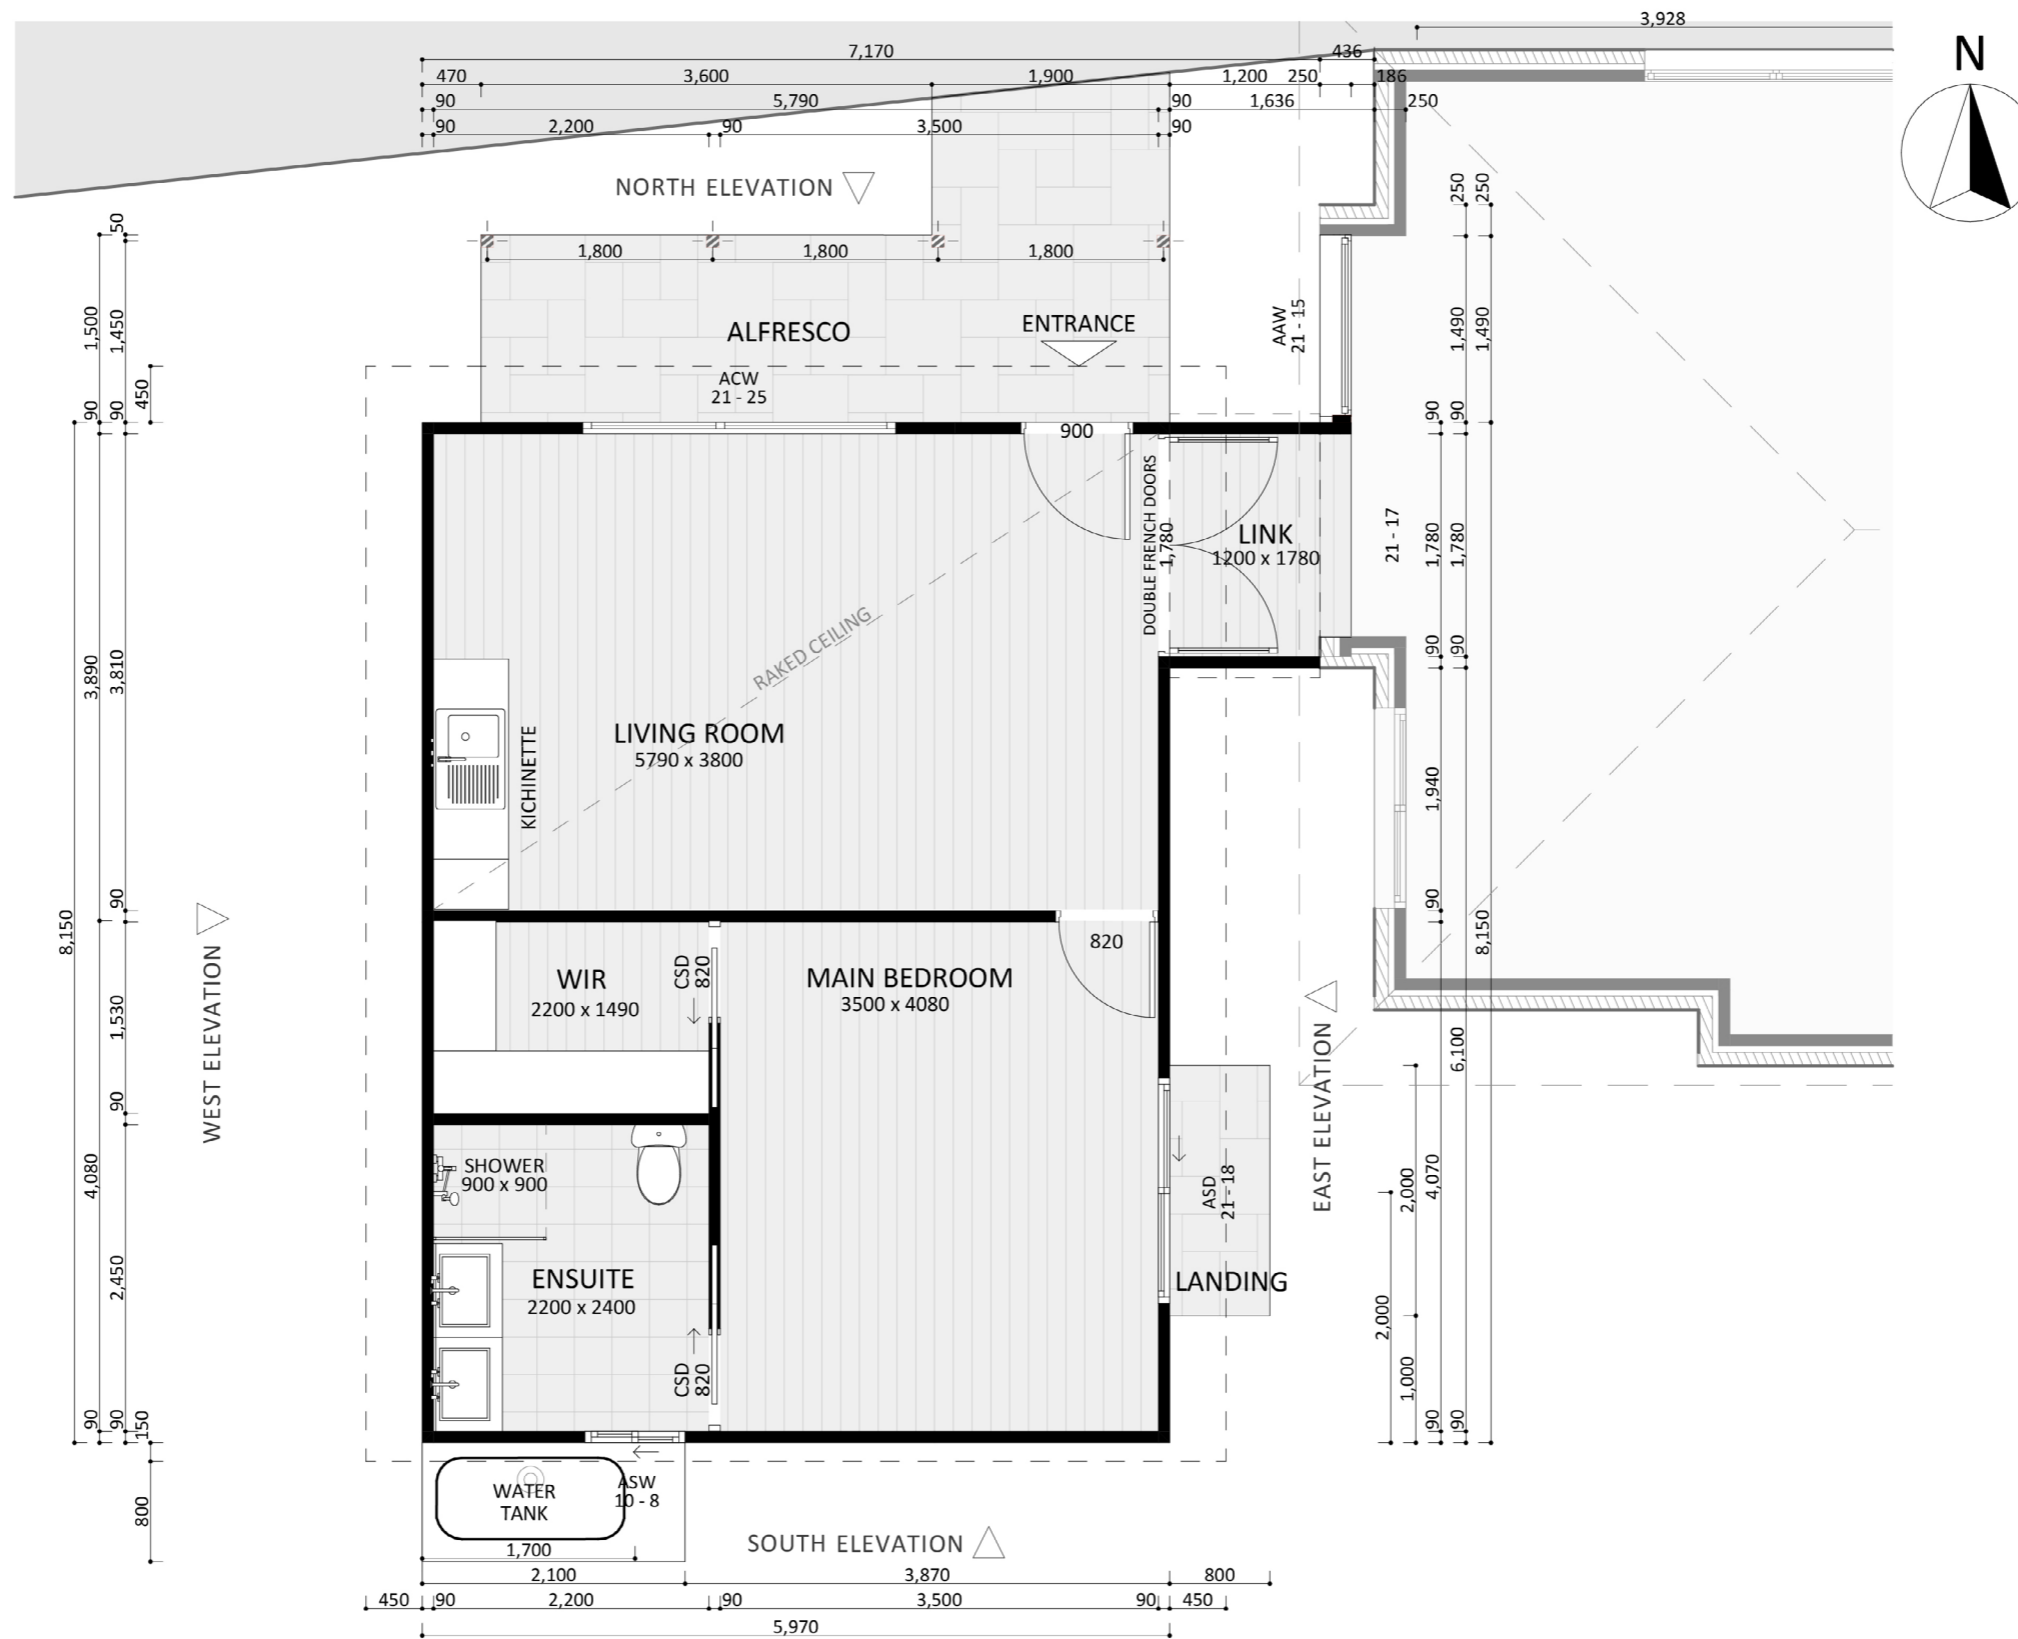 3,928
N
7,170
436
470
3,600
1,900
1,200
250
186
90
5,790
90
1,636
250
90
2,200
90
3,500
90
NORTH ELEVATION
1,800
1,800
1,800
ALFRESCO
ENTRANCE
ACW
21 - 25
AAW
21 - 15
900
50
1,500
1,450
450
90
90
250
250
1,490
1,490
90
90
DOUBLE FRENCH DOORS
1,780
LINK
1200 x 1780
21 - 17
1,780
1,780
90
90
RAKED CEILING
LIVING ROOM
5790 x 3800
KICHINETTE
3,890
3,810
1,940
90
90
8,150
8,150
WEST ELEVATION
WIR
2200 x 1490
CSD
820
MAIN BEDROOM
3500 x 4080
820
1,530
90
EAST ELEVATION
6,100
SHOWER
900 x 900
4,080
ASD
21 - 18
2,000
4,070
ENSUITE
2200 x 2400
LANDING
2,450
2,000
1,000
CSD
820
90
90
150
90
90
WATER
TANK
ASW
10 - 8
800
SOUTH ELEVATION
1,700
2,100
3,870
800
450
90
2,200
90
3,500
90
450
5,970